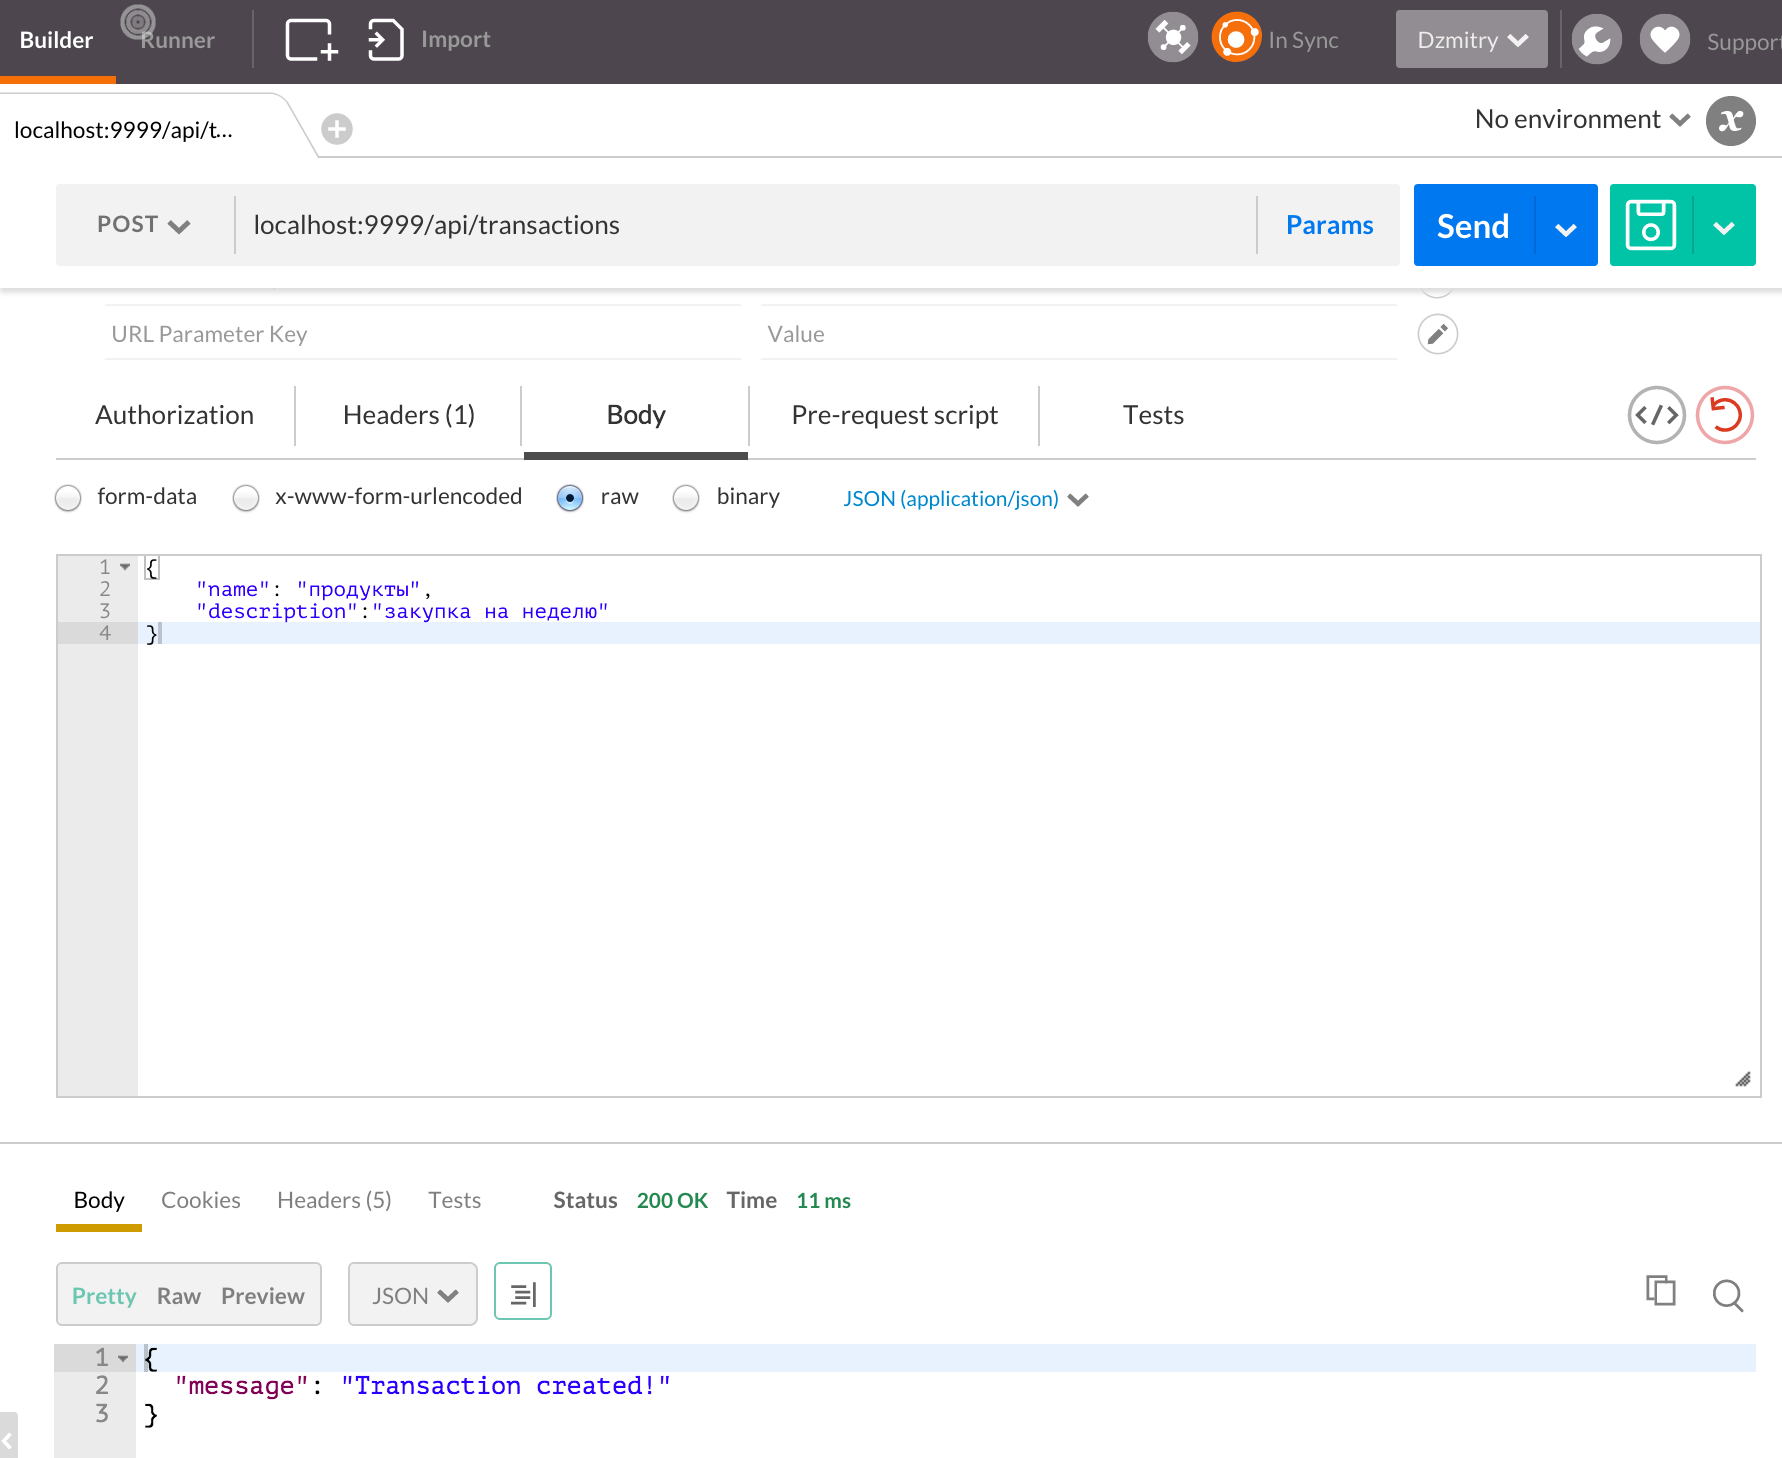 Builder Runner Import In Sync Dzmitry Support
localhost:9999/api/t...
No environment
POST localhost:9999/api/transactions Params Send
URL Parameter Key Value
Authorization Headers (1) Body Pre-request script Tests
form-data x-www-form-urlencoded raw binary JSON (application/json)
1 {
2 "name": "продукты",
3 "description":"закупка на неделю"
4 }
Body Cookies Headers (5) Tests Status 200 OK Time 11 ms
Pretty Raw Preview JSON
1 {
2 "message": "Transaction created!"
3 }